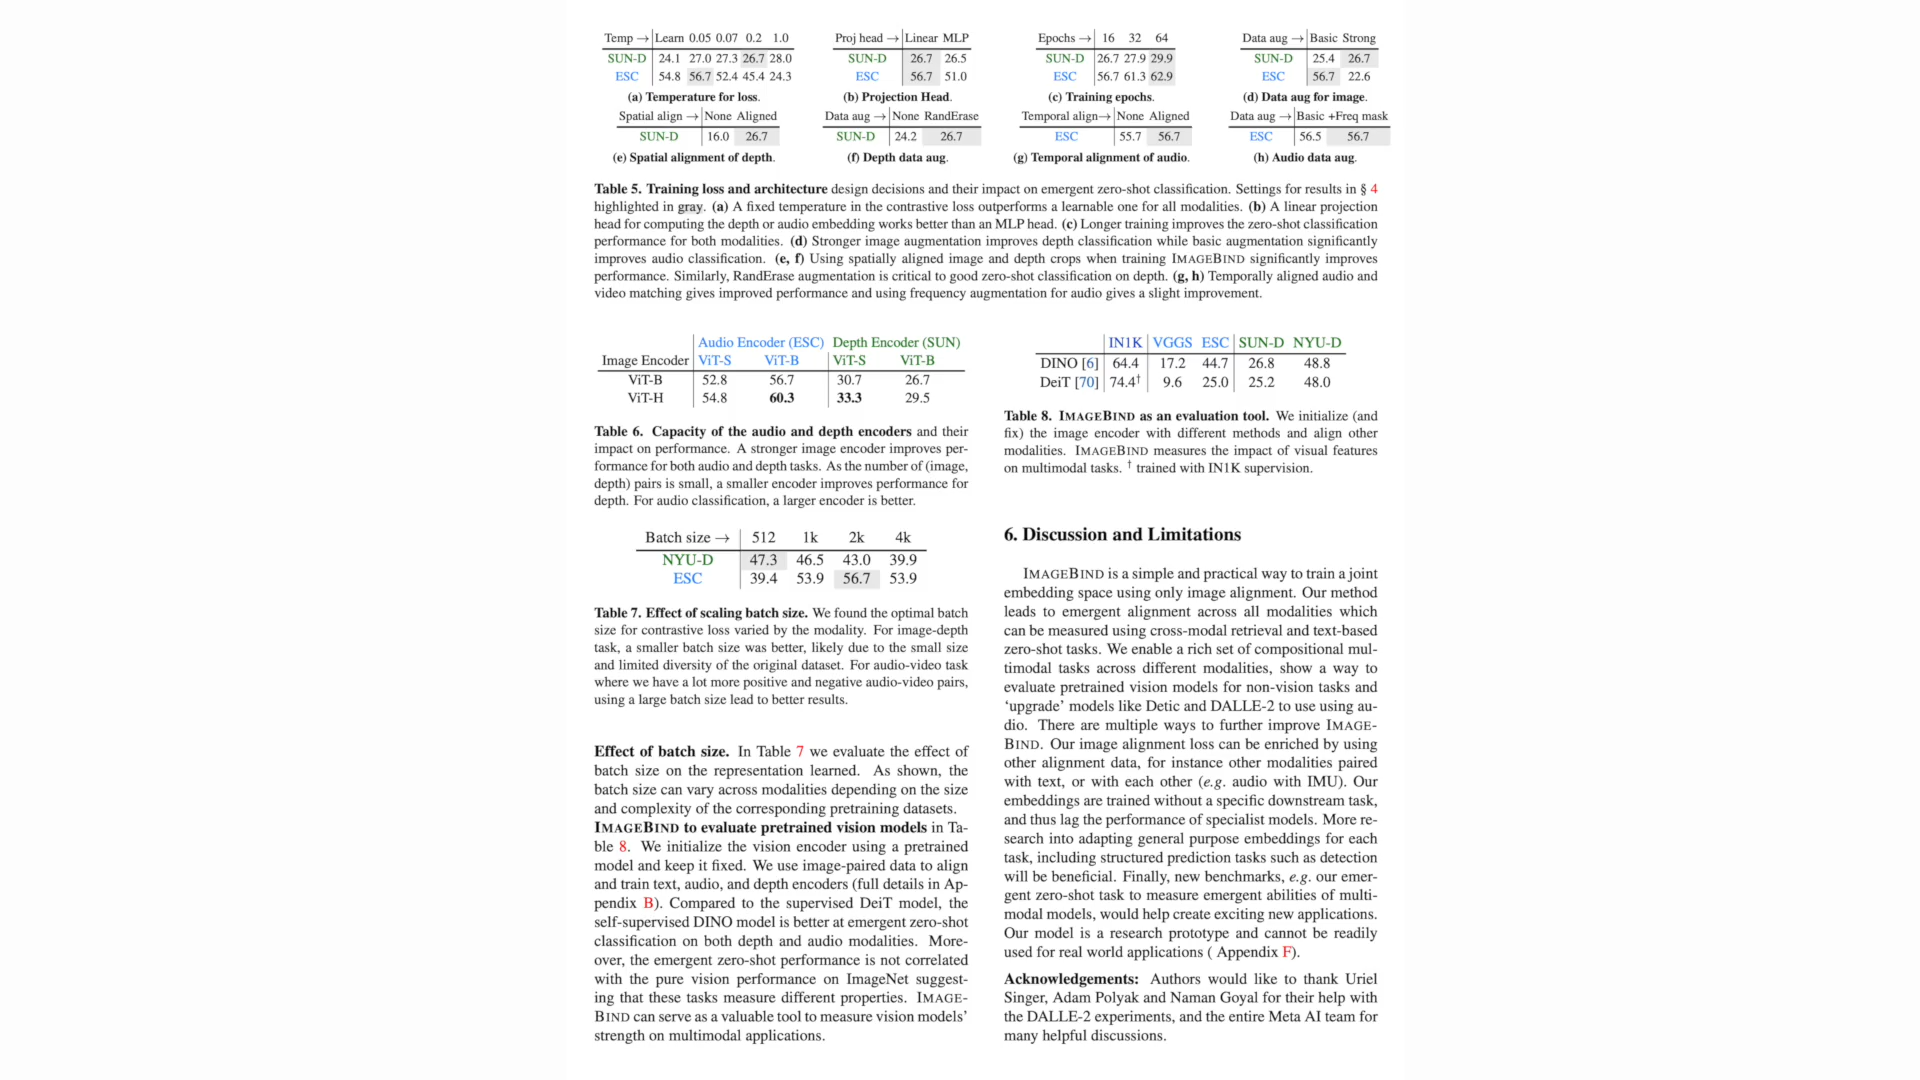 Temp → Learn 0.05 0.07 0.2 1.0
SUN-D 24.1 27.0 27.3 26.7 28.0
ESC 54.8 56.7 52.4 45.4 24.3
(a) Temperature for loss.
Proj head → Linear MLP
SUN-D 26.7 26.5
ESC 56.7 51.0
(b) Projection Head.
Epochs → 16 32 64
SUN-D 26.7 27.9 29.9
ESC 56.7 61.3 62.9
(c) Training epochs.
Data aug → Basic Strong
SUN-D 25.4 26.7
ESC 56.7 22.6
(d) Data aug for image.
Spatial align → None Aligned
SUN-D 16.0 26.7
(e) Spatial alignment of depth.
Data aug → None RandErase
SUN-D 24.2 26.7
(f) Depth data aug.
Temporal align→ None Aligned
ESC 55.7 56.7
(g) Temporal alignment of audio.
Data aug → Basic +Freq mask
ESC 56.5 56.7
(h) Audio data aug.
Table 5. Training loss and architecture design decisions and their impact on emergent zero-shot classification. Settings for results in § 4
highlighted in gray. (a) A fixed temperature in the contrastive loss outperforms a learnable one for all modalities. (b) A linear projection
head for computing the depth or audio embedding works better than an MLP head. (c) Longer training improves the zero-shot classification
performance for both modalities. (d) Stronger image augmentation improves depth classification while basic augmentation significantly
improves audio classification. (e, f) Using spatially aligned image and depth crops when training IMAGEBIND significantly improves
performance. Similarly, RandErase augmentation is critical to good zero-shot classification on depth. (g, h) Temporally aligned audio and
video matching gives improved performance and using frequency augmentation for audio gives a slight improvement.
Audio Encoder (ESC) Depth Encoder (SUN)
Image Encoder ViT-S ViT-B ViT-S ViT-B
ViT-B 52.8 56.7 30.7 26.7
ViT-H 54.8 60.3 33.3 29.5
Table 6. Capacity of the audio and depth encoders and their
impact on performance. A stronger image encoder improves per-
formance for both audio and depth tasks. As the number of (image,
depth) pairs is small, a smaller encoder improves performance for
depth. For audio classification, a larger encoder is better.
Batch size → 512 1k 2k 4k
NYU-D 47.3 46.5 43.0 39.9
ESC 39.4 53.9 56.7 53.9
Table 7. Effect of scaling batch size. We found the optimal batch
size for contrastive loss varied by the modality. For image-depth
task, a smaller batch size was better, likely due to the small size
and limited diversity of the original dataset. For audio-video task
where we have a lot more positive and negative audio-video pairs,
using a large batch size lead to better results.
Effect of batch size. In Table 7 we evaluate the effect of
batch size on the representation learned. As shown, the
batch size can vary across modalities depending on the size
and complexity of the corresponding pretraining datasets.
IMAGEBIND to evaluate pretrained vision models in Ta-
ble 8. We initialize the vision encoder using a pretrained
model and keep it fixed. We use image-paired data to align
and train text, audio, and depth encoders (full details in Ap-
pendix B). Compared to the supervised DeiT model, the
self-supervised DINO model is better at emergent zero-shot
classification on both depth and audio modalities. More-
over, the emergent zero-shot performance is not correlated
with the pure vision performance on ImageNet suggest-
ing that these tasks measure different properties. IMAGE-
BIND can serve as a valuable tool to measure vision models'
strength on multimodal applications.
IN1K VGGS ESC SUN-D NYU-D
DINO [6] 64.4 17.2 44.7 26.8 48.8
DeiT [70] 74.4† 9.6 25.0 25.2 48.0
Table 8. IMAGEBIND as an evaluation tool. We initialize (and
fix) the image encoder with different methods and align other
modalities. IMAGEBIND measures the impact of visual features
on multimodal tasks. † trained with IN1K supervision.
6. Discussion and Limitations
IMAGEBIND is a simple and practical way to train a joint
embedding space using only image alignment. Our method
leads to emergent alignment across all modalities which
can be measured using cross-modal retrieval and text-based
zero-shot tasks. We enable a rich set of compositional mul-
timodal tasks across different modalities, show a way to
evaluate pretrained vision models for non-vision tasks and
‘upgrade’ models like Detic and DALLE-2 to use using au-
dio. There are multiple ways to further improve IMAGE-
BIND. Our image alignment loss can be enriched by using
other alignment data, for instance other modalities paired
with text, or with each other (e.g. audio with IMU). Our
embeddings are trained without a specific downstream task,
and thus lag the performance of specialist models. More re-
search into adapting general purpose embeddings for each
task, including structured prediction tasks such as detection
will be beneficial. Finally, new benchmarks, e.g. our emer-
gent zero-shot task to measure emergent abilities of multi-
modal models, would help create exciting new applications.
Our model is a research prototype and cannot be readily
used for real world applications ( Appendix F).
Acknowledgements: Authors would like to thank Uriel
Singer, Adam Polyak and Naman Goyal for their help with
the DALLE-2 experiments, and the entire Meta AI team for
many helpful discussions.